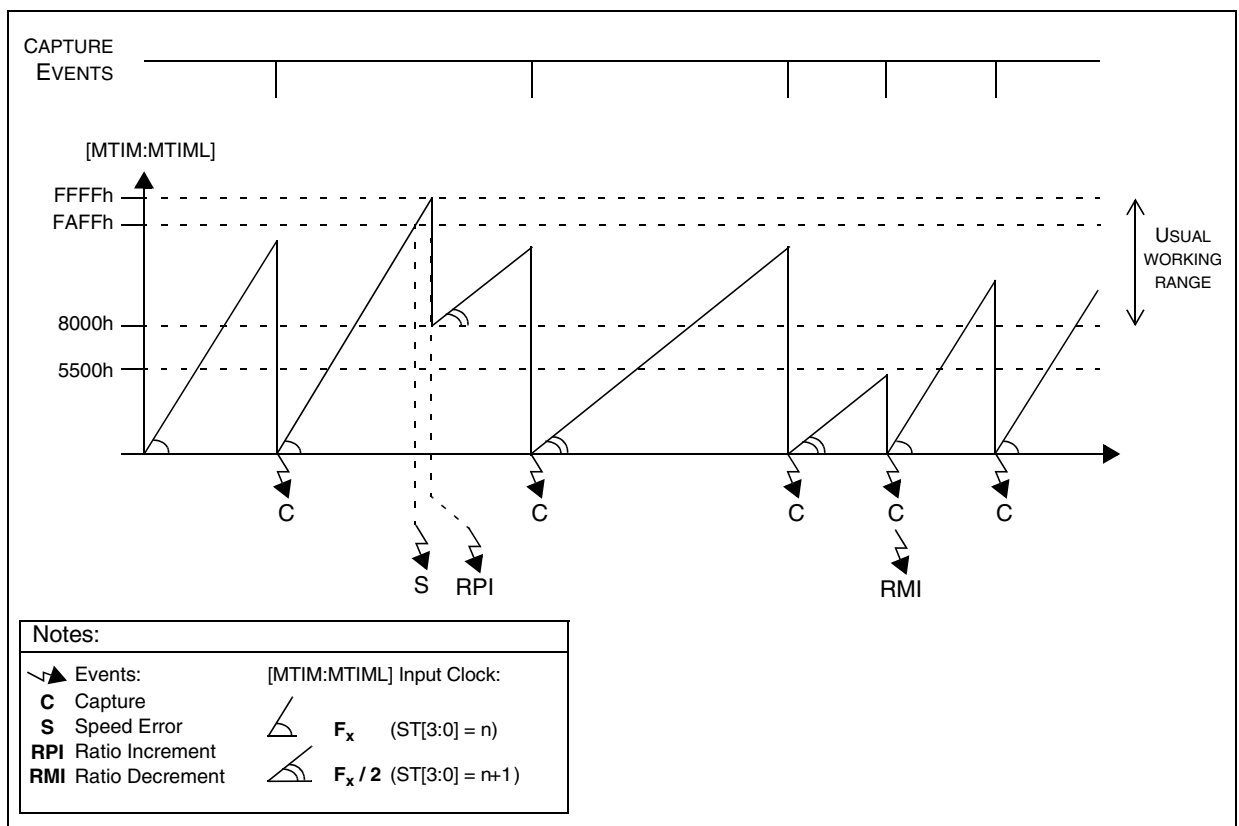 CAPTURE
EVENTS
[MTIM:MTIML]
FFFFh
FAFFh
8000h
5500h
USUAL
WORKING
RANGE
C
C
C
C
C
S
RPI
RMI
Notes:
Events:
[MTIM:MTIML] Input Clock:
C Capture
S Speed Error
Fx (ST[3:0] = n)
RPI Ratio Increment
RMI Ratio Decrement
Fx / 2 (ST[3:0] = n+1)